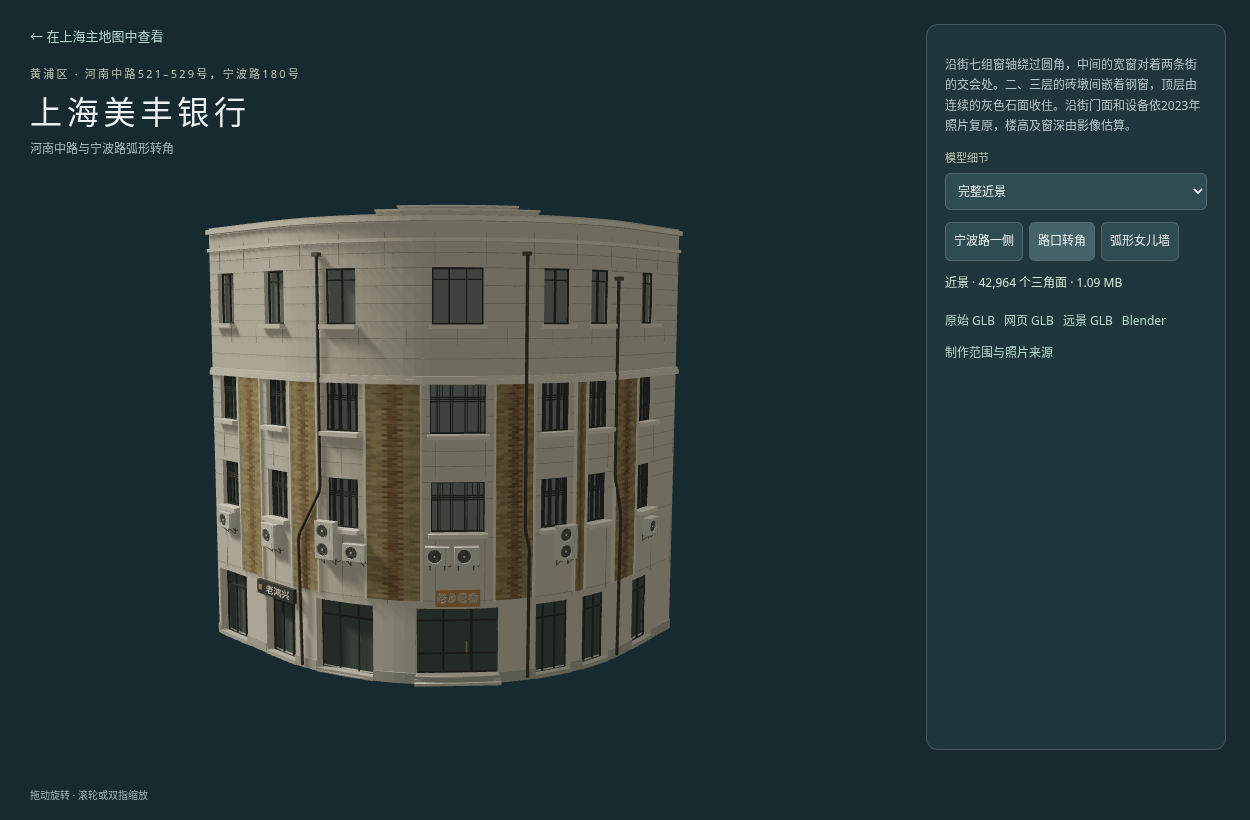 ← 在上海主地图中查看
黄浦区 · 河南中路521–529号，宁波路180号
上海美丰银行
河南中路与宁波路弧形转角
老鴻兴
拖动旋转 · 滚轮或双指缩放
沿街七组窗轴绕过圆角，中间的宽窗对着两条街
的交会处。二、三层的砖墩间嵌着钢窗，顶层由
连续的灰色石面收住。沿街门面和设备依2023年
照片复原，楼高及窗深由影像估算。
模型细节
完整近景
宁波路一侧
路口转角
弧形女儿墙
近景 · 42,964 个三角面 · 1.09 MB
原始 GLB 网页 GLB 远景 GLB Blender
制作范围与照片来源